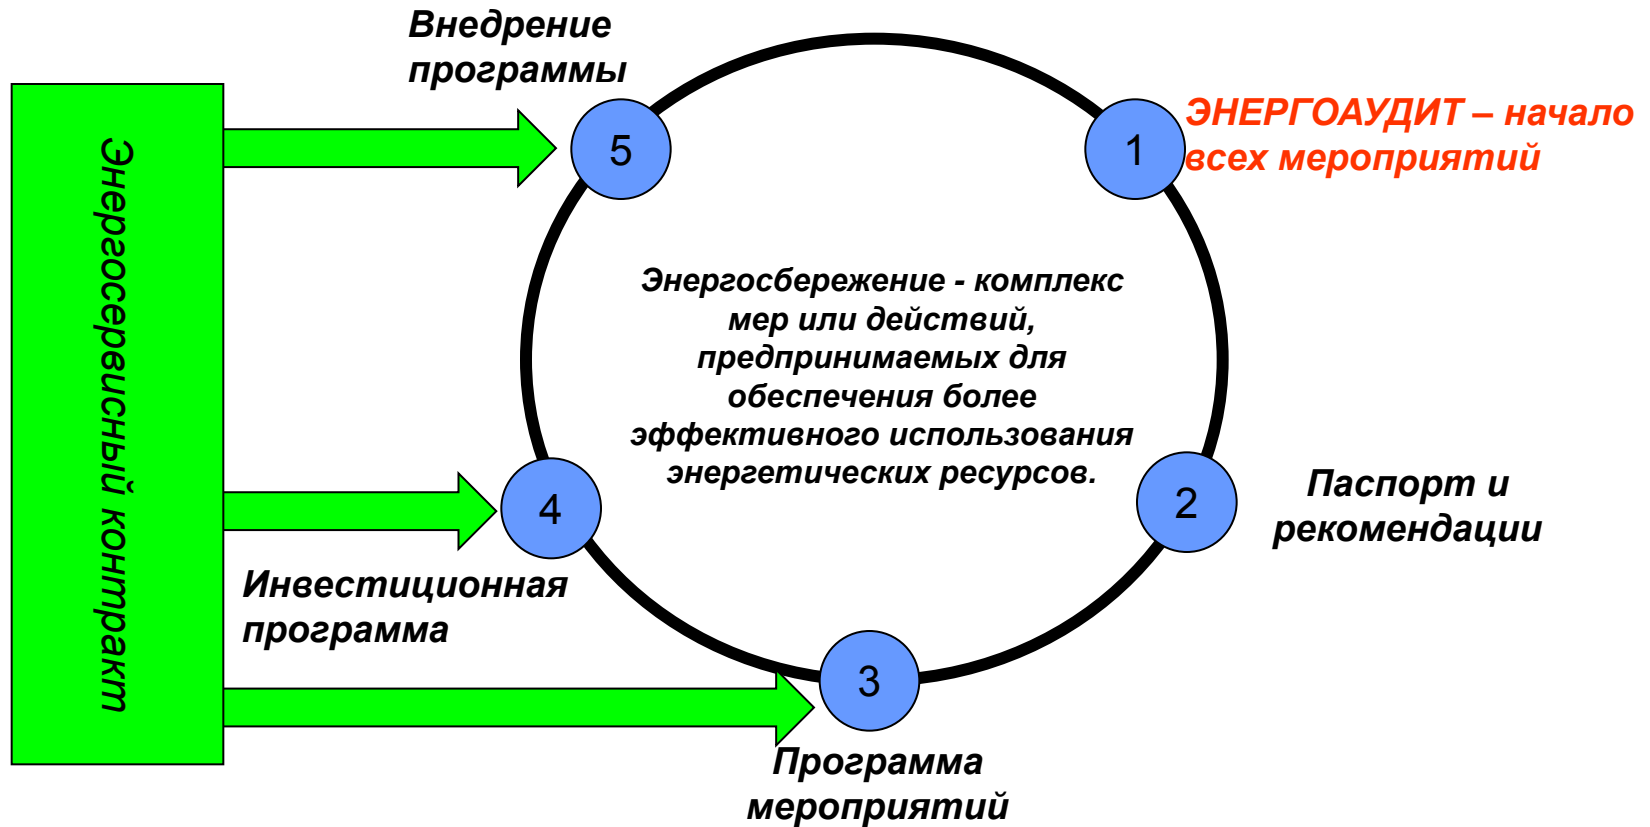 Внедрение
программы
5
1
ЭНЕРГОАУДИТ – начало
всех мероприятий
Энергосервисный контракт
Энергосбережение - комплекс
мер или действий,
предпринимаемых для
обеспечения более
эффективного использования
энергетических ресурсов.
4
2
Паспорт и
рекомендации
Инвестиционная
программа
3
Программа
мероприятий